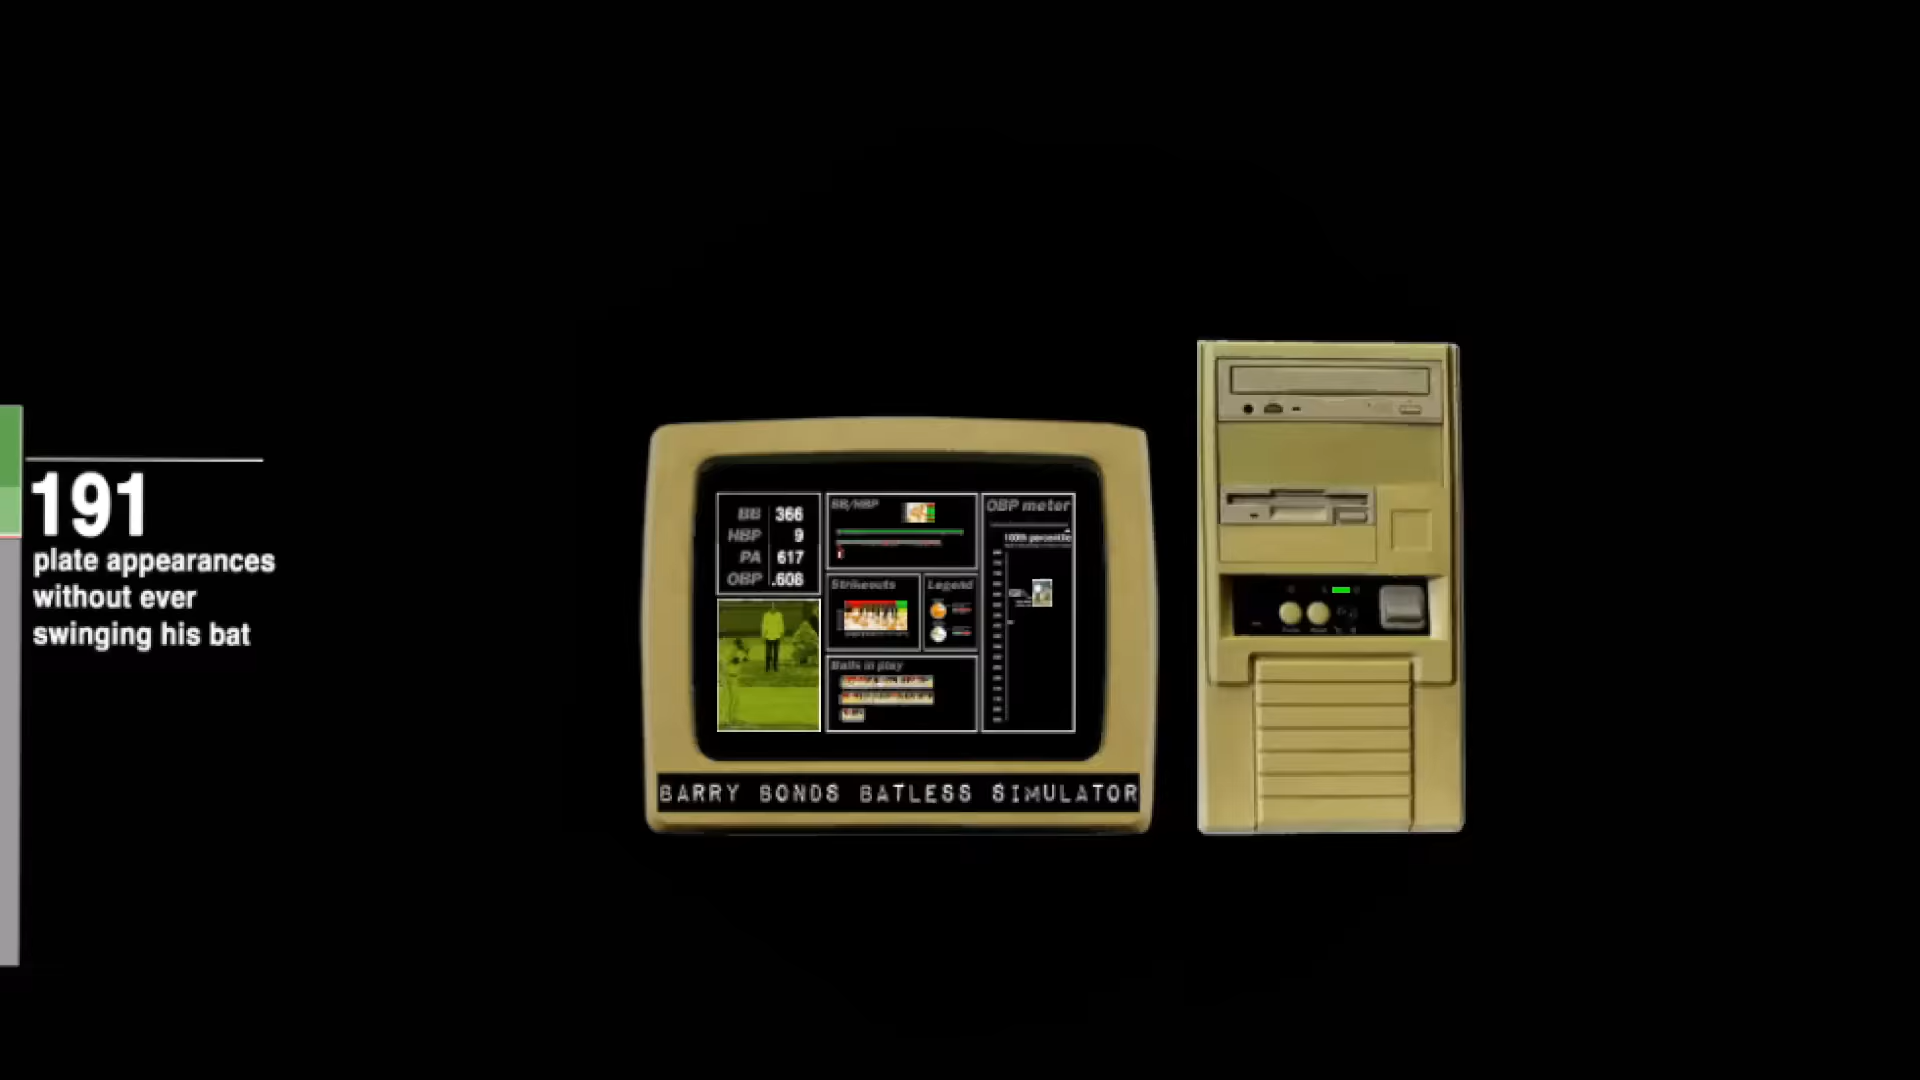 191
plate appearances
without ever
swinging his bat
BB 366
HBP 9
PA 617
OBP .608
BB/HBP
OBP meter
100th percentile
Strikeouts
Legend
Balls in play
BARRY BONDS BATLESS SIMULATOR